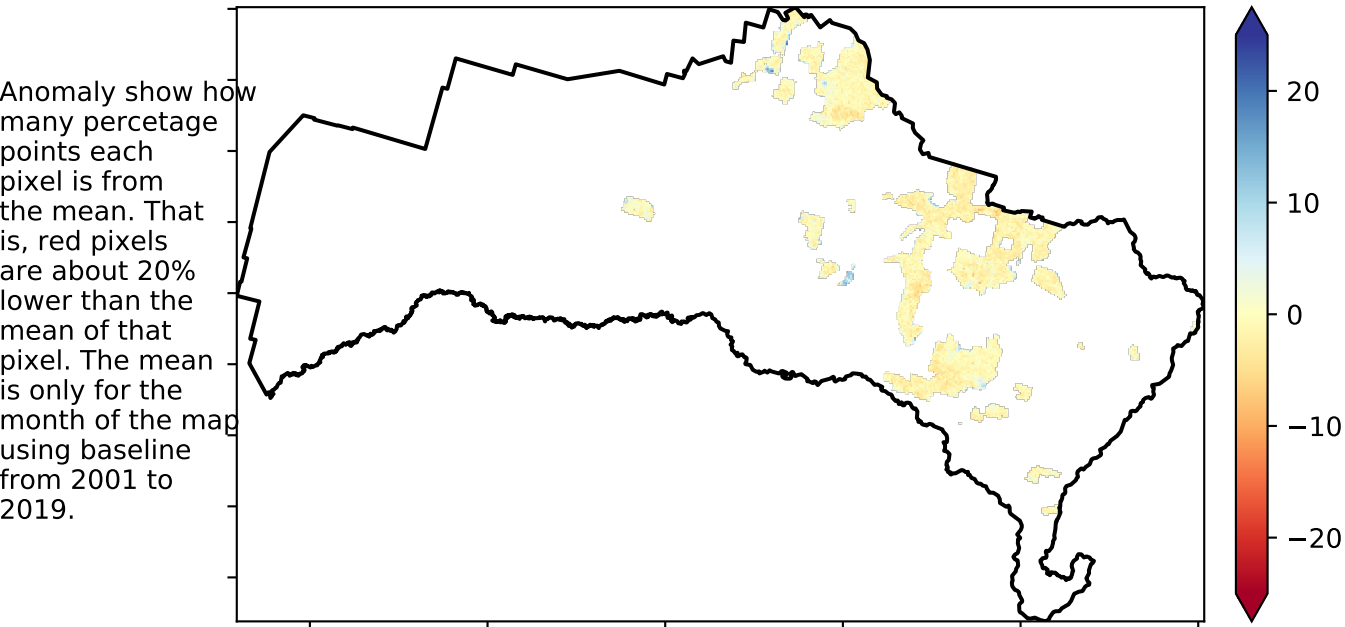 Anomaly show how
many percetage
points each
pixel is from
the mean. That
is, red pixels
are about 20%
lower than the
mean of that
pixel. The mean
is only for the
month of the map
using baseline
from 2001 to
2019.
20
10
0
−10
−20